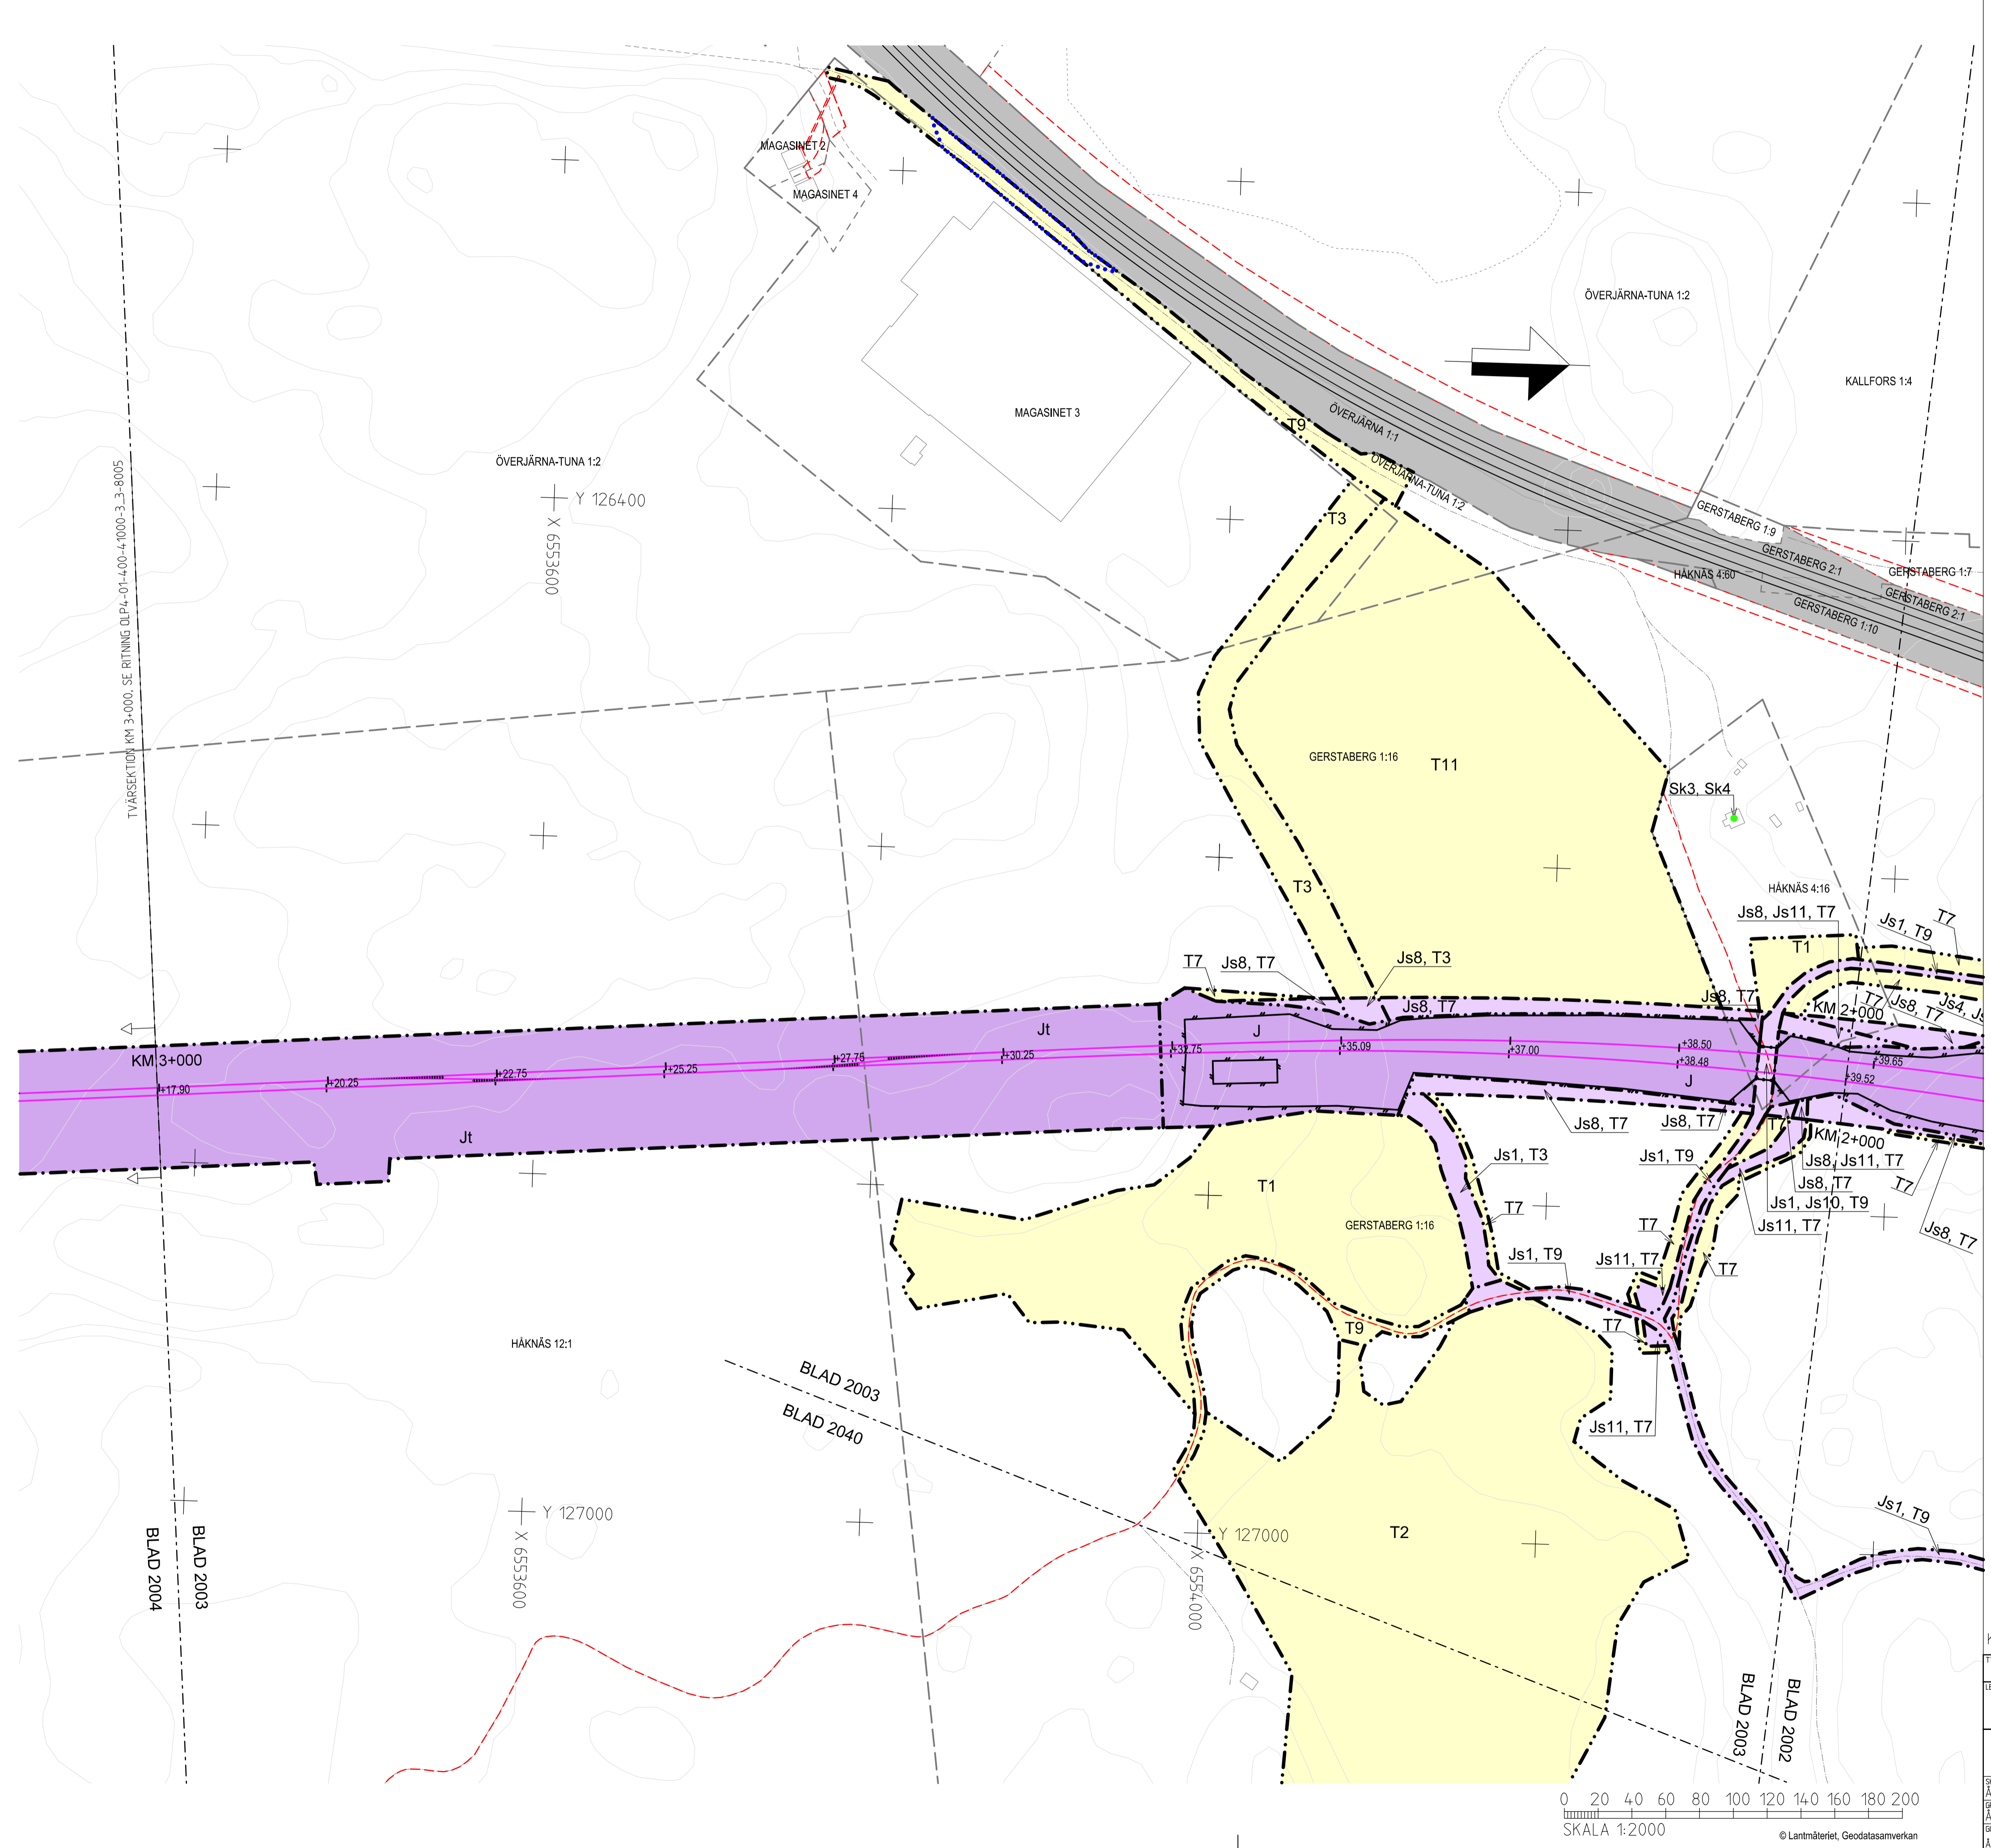 MAGASINET 2
MAGASINET 4
ÖVERJÄRNA-TUNA 1:2
KALLFORS 1:4
MAGASINET 3
T9
ÖVERJÄRNA 1:1
ÖVERJÄRNA-TUNA 1:2
ÖVERJÄRNA-TUNA 1:2
Y 126400
X 6553600
TVÄRSEKTION KM 3+000, SE RITNING OLP4-01-400-41000-3_3-8005
T3
GERSTABERG 1:9
GERSTABERG 2:1
HÅKNÄS 4:60
GERSTABERG 1:7
GERSTABERG 2:1
GERSTABERG 1:10
GERSTABERG 1:16
T11
Sk3, Sk4
T3
HÅKNÄS 4:16
Js8, Js11, T7
Js1, T9
T7
T1
T7
Js8, T7
Js8, T3
Js8, T7
Js8, T7
T7
Js8, T7
Js4, Js
KM 2+000
Jt
J
KM 3+000
+17.90
+20.25
+22.75
+25.25
+27.75
+30.25
+32.75
+35.09
+37.00
+38.50
+38.48
+39.65
+39.52
J
Jt
Js8, T7
Js8, T7
T7
KM 2+000
Js1, T3
Js1, T9
Js8, Js11, T7
Js8, T7
T7
T1
Js1, Js10, T9
Js11, T7
Js8, T7
T7
GERSTABERG 1:16
T7
Js1, T9
Js11, T7
T7
T9
T7
HÅKNÄS 12:1
BLAD 2003
BLAD 2040
Js11, T7
Js1, T9
Y 127000
X 6553600
Y 127000
X 6554000
T2
BLAD 2004
BLAD 2003
BLAD 2003
BLAD 2002
0 20 40 60 80 100 120 140 160 180 200
SKALA 1:2000
© Lantmäteriet, Geodatasamverkan